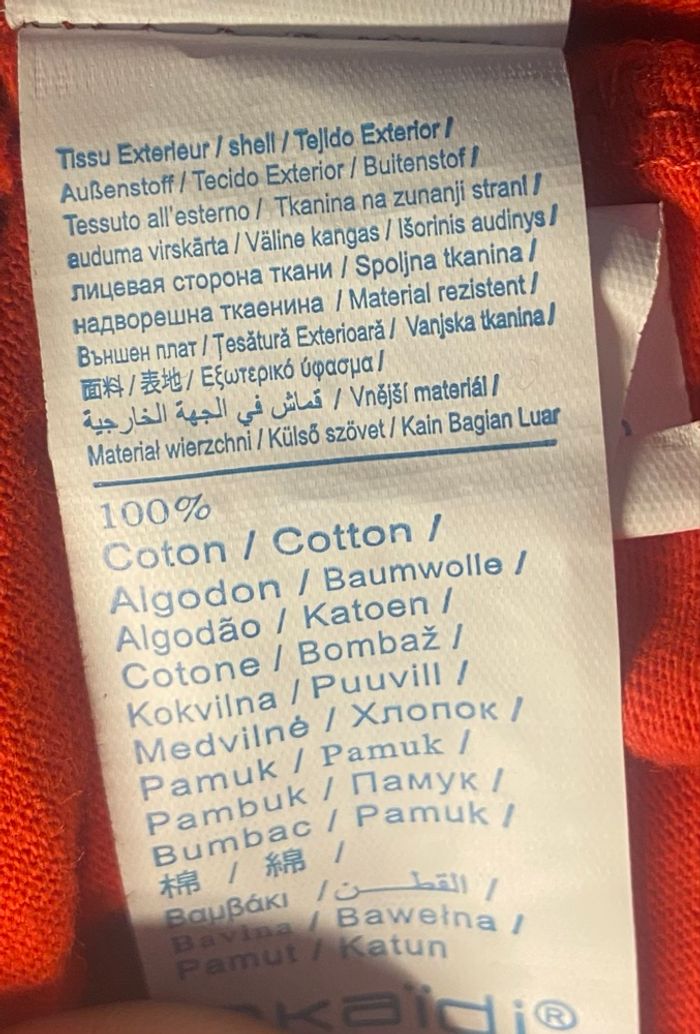 Tissu Exterieur / shell / Tejido Exterior /
Außenstoff / Tecido Exterior / Buitenstof /
Tessuto all'esterno / Tkanina na zunanji strani /
auduma virskārta / Väline kangas / Išorinis audinys /
лицевая сторона ткани / Spoljna tkanina /
надворешна ткаенина / Material rezistent /
Външен плат / Țesătură Exterioară / Vanjska tkanina /
面料 / 表地 / Εξωτερικό ύφασμα /
قماش في الجهة الخارجية / Vnější materiál /
Materiał wierzchni / Külső szövet / Kain Bagian Luar
100%
Coton / Cotton /
Algodon / Baumwolle /
Algodão / Katoen /
Cotone / Bombaž /
Kokvilna / Puuvill /
Medvilnė / Хлопок /
Pamuk / Pamuk /
Pambuk / Памук /
Bumbac / Pamuk /
棉 / 綿 /
Βαμβάκι / القطــــن /
Bavlna / Bawełna /
Pamut / Katun
kaïdi®